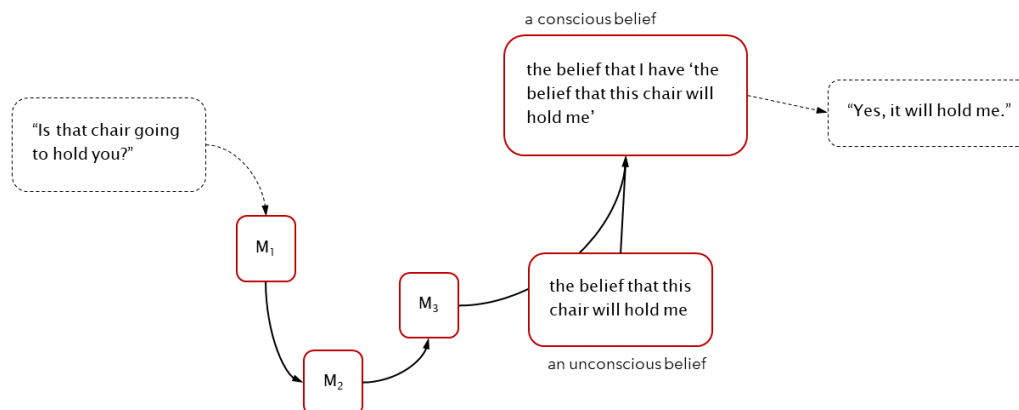 a conscious belief
the belief that I have ‘the
belief that this chair will
hold me’
“Yes, it will hold me.”
“Is that chair going
to hold you?”
M₁
M₃
the belief that this
chair will hold me
an unconscious belief
M₂